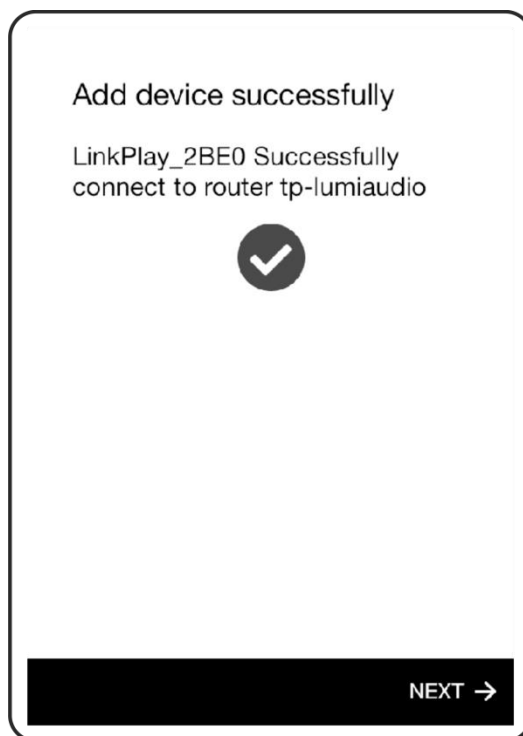 Add device successfully
LinkPlay_2BE0 Successfully
connect to router tp-lumiaudio
NEXT →